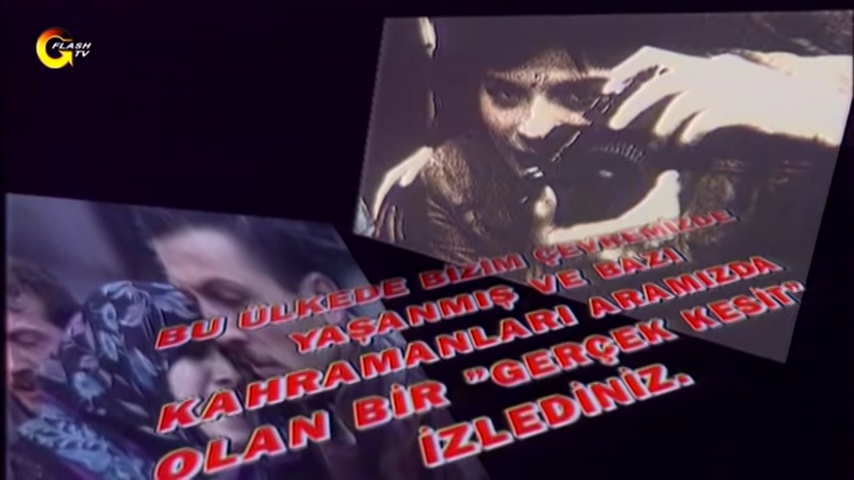 FLASH
TV
BU ÜLKEDE BİZİM ÇEVREMİZDE
YAŞANMIŞ VE BAZI
KAHRAMANLARI ARAMIZDA
OLAN BİR "GERÇEK KESİT"
İZLEDİNİZ.